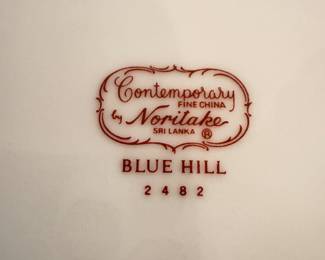 Contemporary
FINE CHINA
by Noritake
SRI LANKA ®
BLUE HILL
2482